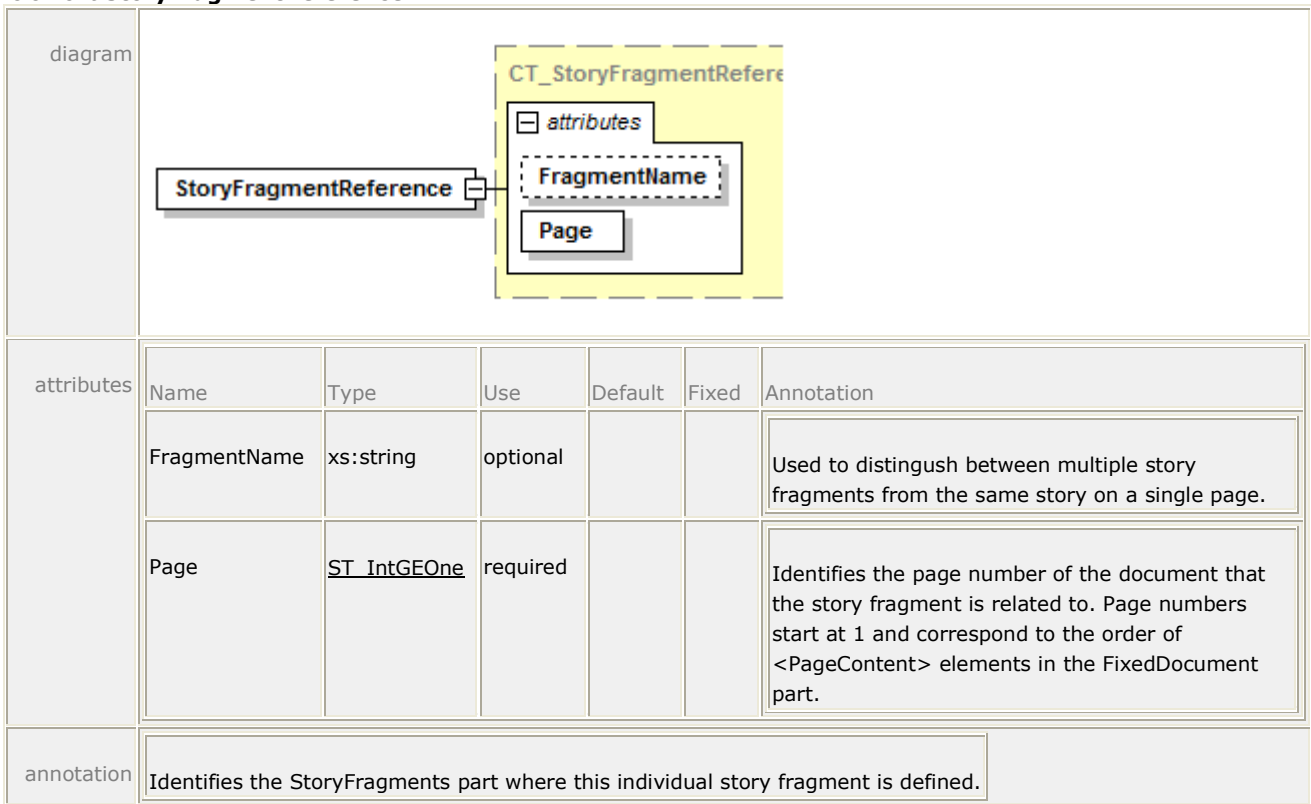 diagram
CT_StoryFragmentRefere
attributes
FragmentName
StoryFragmentReference
Page
attributes
Name Type Use Default Fixed Annotation
FragmentName xs:string optional Used to distingush between multiple story
fragments from the same story on a single page.
Page ST_IntGEOne required Identifies the page number of the document that
the story fragment is related to. Page numbers
start at 1 and correspond to the order of
<PageContent> elements in the FixedDocument
part.
annotation Identifies the StoryFragments part where this individual story fragment is defined.